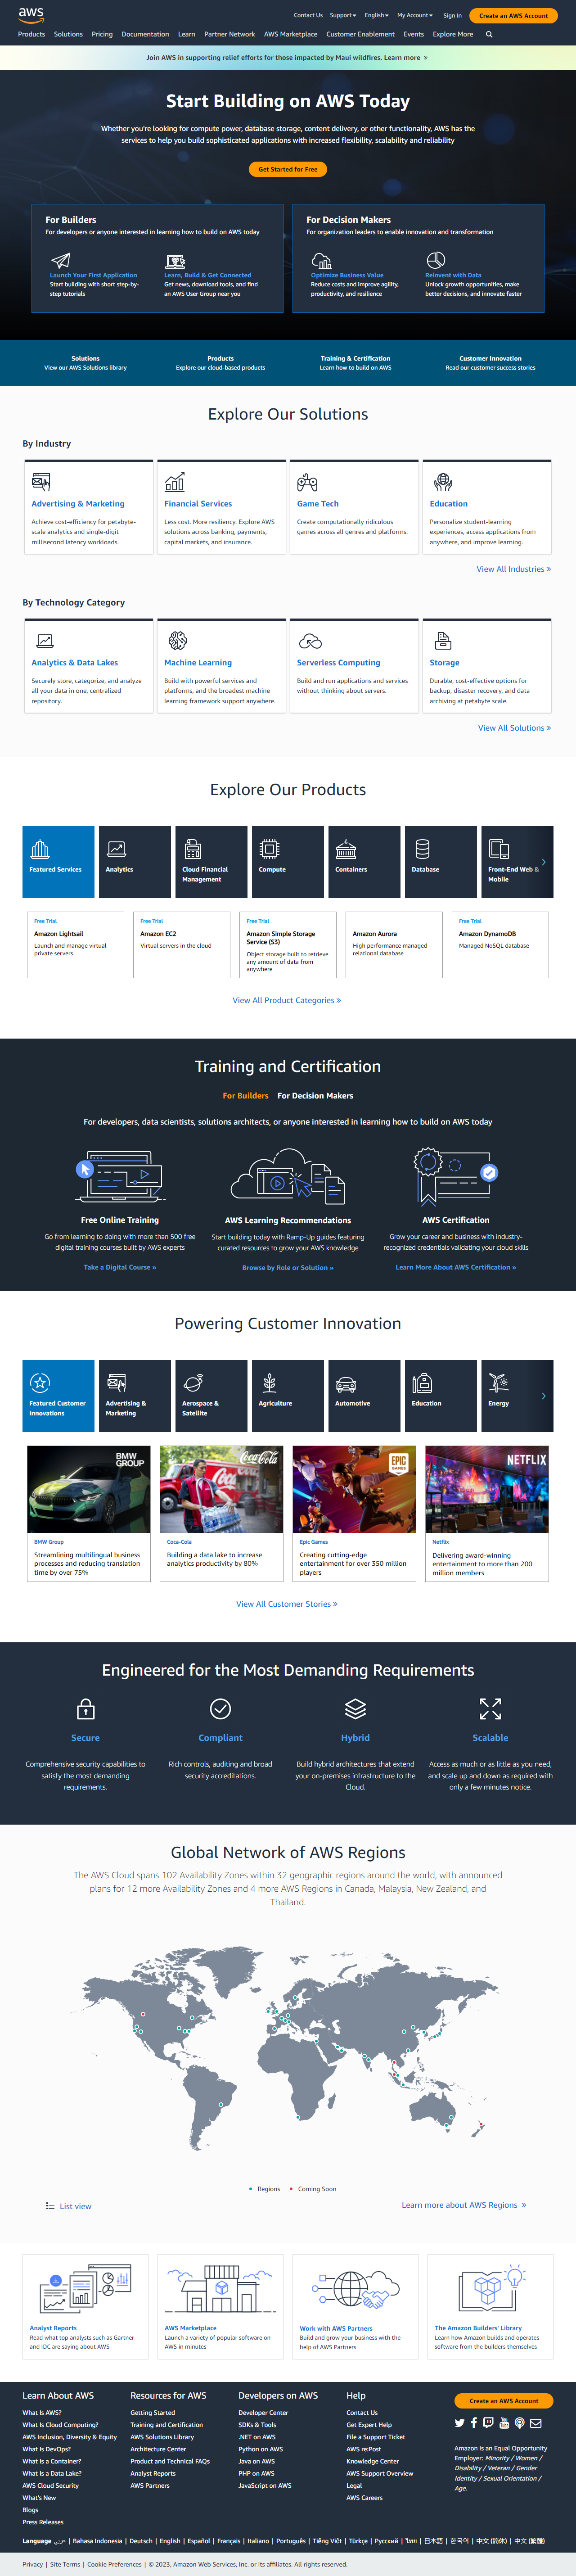 aws
Contact Us Support English My Account Sign In Create an AWS Account
Products Solutions Pricing Documentation Learn Partner Network AWS Marketplace Customer Enablement Events Explore More
Join AWS in supporting relief efforts for those impacted by Maui wildfires. Learn more »
Start Building on AWS Today
Whether you're looking for compute power, database storage, content delivery, or other functionality, AWS has the
services to help you build sophisticated applications with increased flexibility, scalability and reliability
Get Started for Free
For Builders
For developers or anyone interested in learning how to build on AWS today
Launch Your First Application
Start building with short step-by-
step tutorials
Learn, Build & Get Connected
Get news, download tools, and find
an AWS User Group near you
For Decision Makers
For organization leaders to enable innovation and transformation
Optimize Business Value
Reduce costs and improve agility,
productivity, and resilience
Reinvent with Data
Unlock growth opportunities, make
better decisions, and innovate faster
Solutions
View our AWS Solutions library
Products
Explore our cloud-based products
Training & Certification
Learn how to build on AWS
Customer Innovation
Read our customer success stories
Explore Our Solutions
By Industry
Advertising & Marketing
Achieve cost-efficiency for petabyte-
scale analytics and single-digit
millisecond latency workloads.
Financial Services
Less cost. More resiliency. Explore AWS
solutions across banking, payments,
capital markets, and insurance.
Game Tech
Create computationally ridiculous
games across all genres and platforms.
Education
Personalize student-learning
experiences, access applications from
anywhere, and improve learning.
View All Industries »
By Technology Category
Analytics & Data Lakes
Securely store, categorize, and analyze
all your data in one, centralized
repository.
Machine Learning
Build with powerful services and
platforms, and the broadest machine
learning framework support anywhere.
Serverless Computing
Build and run applications and services
without thinking about servers.
Storage
Durable, cost-effective options for
backup, disaster recovery, and data
archiving at petabyte scale.
View All Solutions »
Explore Our Products
Featured Services
Analytics
Cloud Financial
Management
Compute
Containers
Database
Front-End Web &
Mobile
Free Trial
Amazon Lightsail
Launch and manage virtual
private servers
Free Trial
Amazon EC2
Virtual servers in the cloud
Free Trial
Amazon Simple Storage
Service (S3)
Object storage built to retrieve
any amount of data from
anywhere
Amazon Aurora
High performance managed
relational database
Free Trial
Amazon DynamoDB
Managed NoSQL database
View All Product Categories »
Training and Certification
For Builders For Decision Makers
For developers, data scientists, solutions architects, or anyone interested in learning how to build on AWS today
Free Online Training
Go from learning to doing with more than 500 free
digital training courses built by AWS experts
Take a Digital Course »
AWS Learning Recommendations
Start building today with Ramp-Up guides featuring
curated resources to grow your AWS knowledge
Browse by Role or Solution »
AWS Certification
Grow your career and business with industry-
recognized credentials validating your cloud skills
Learn More About AWS Certification »
Powering Customer Innovation
Featured Customer
Innovations
Advertising &
Marketing
Aerospace &
Satellite
Agriculture
Automotive
Education
Energy
BMW
GROUP
BMW Group
Streamlining multilingual business
processes and reducing translation
time by over 75%
Coca-Cola
Coca-Cola
Building a data lake to increase
analytics productivity by 80%
EPIC
GAMES
Epic Games
Creating cutting-edge
entertainment for over 350 million
players
NETFLIX
Netflix
Delivering award-winning
entertainment to more than 200
million members
View All Customer Stories »
Engineered for the Most Demanding Requirements
Secure
Comprehensive security capabilities to
satisfy the most demanding
requirements.
Compliant
Rich controls, auditing and broad
security accreditations.
Hybrid
Build hybrid architectures that extend
your on-premises infrastructure to the
Cloud.
Scalable
Access as much or as little as you need,
and scale up and down as required with
only a few minutes notice.
Global Network of AWS Regions
The AWS Cloud spans 102 Availability Zones within 32 geographic regions around the world, with announced
plans for 12 more Availability Zones and 4 more AWS Regions in Canada, Malaysia, New Zealand, and
Thailand.
Regions Coming Soon
List view
Learn more about AWS Regions »
Analyst Reports
Read what top analysts such as Gartner
and IDC are saying about AWS
AWS Marketplace
Launch a variety of popular software on
AWS in minutes
Work with AWS Partners
Build and grow your business with the
help of AWS Partners
The Amazon Builders' Library
Learn how Amazon builds and operates
software from the builders themselves
Learn About AWS
What Is AWS?
What Is Cloud Computing?
AWS Inclusion, Diversity & Equity
What Is DevOps?
What Is a Container?
What Is a Data Lake?
AWS Cloud Security
What's New
Blogs
Press Releases
Resources for AWS
Getting Started
Training and Certification
AWS Solutions Library
Architecture Center
Product and Technical FAQs
Analyst Reports
AWS Partners
Developers on AWS
Developer Center
SDKs & Tools
.NET on AWS
Python on AWS
Java on AWS
PHP on AWS
JavaScript on AWS
Help
Contact Us
Get Expert Help
File a Support Ticket
AWS re:Post
Knowledge Center
AWS Support Overview
Legal
AWS Careers
Create an AWS Account
Amazon is an Equal Opportunity
Employer: Minority / Women /
Disability / Veteran / Gender
Identity / Sexual Orientation /
Age.
Language عربي | Bahasa Indonesia | Deutsch | English | Español | Français | Italiano | Português | Tiếng Việt | Türkçe | Русский | ไทย | 日本語 | 한국어 | 中文 (简体) | 中文 (繁體)
Privacy | Site Terms | Cookie Preferences | © 2023, Amazon Web Services, Inc. or its affiliates. All rights reserved.